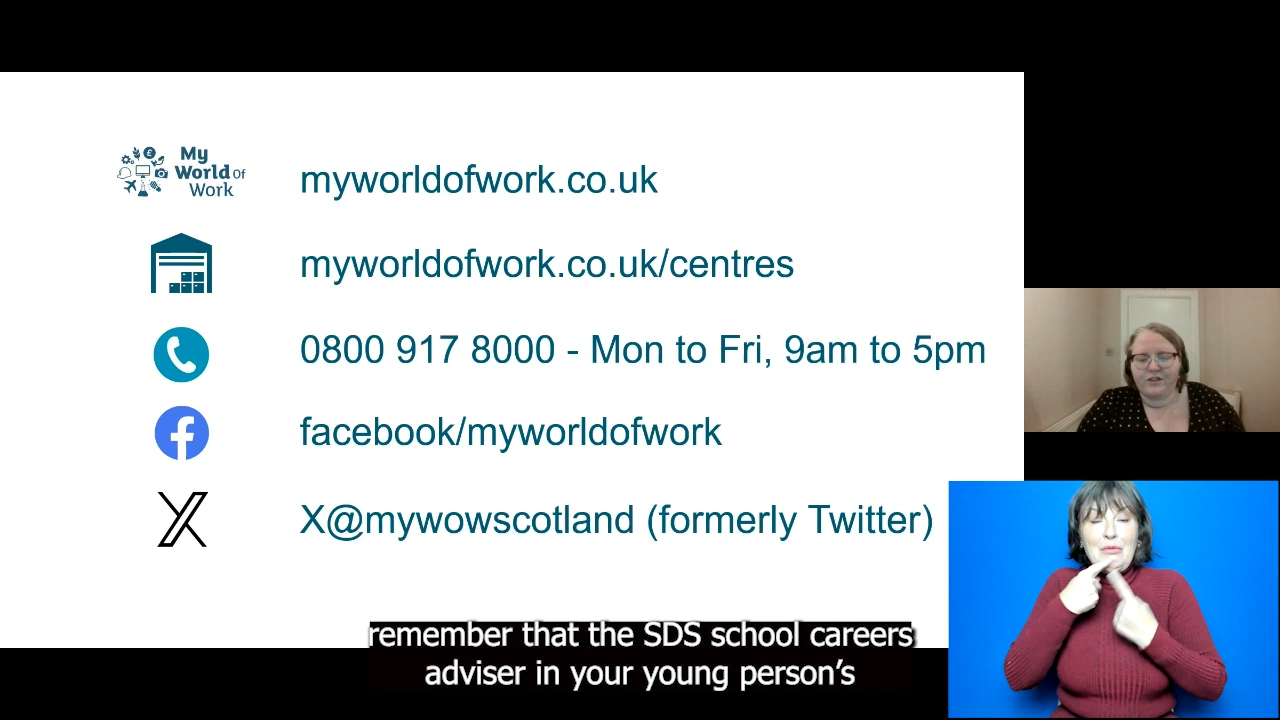 My
World OF
Work
myworldofwork.co.uk
myworldofwork.co.uk/centres
0800 917 8000 - Mon to Fri, 9am to 5pm
facebook/myworldofwork
X@mywowscotland (formerly Twitter)
remember that the SDS school careers
adviser in your young person’s